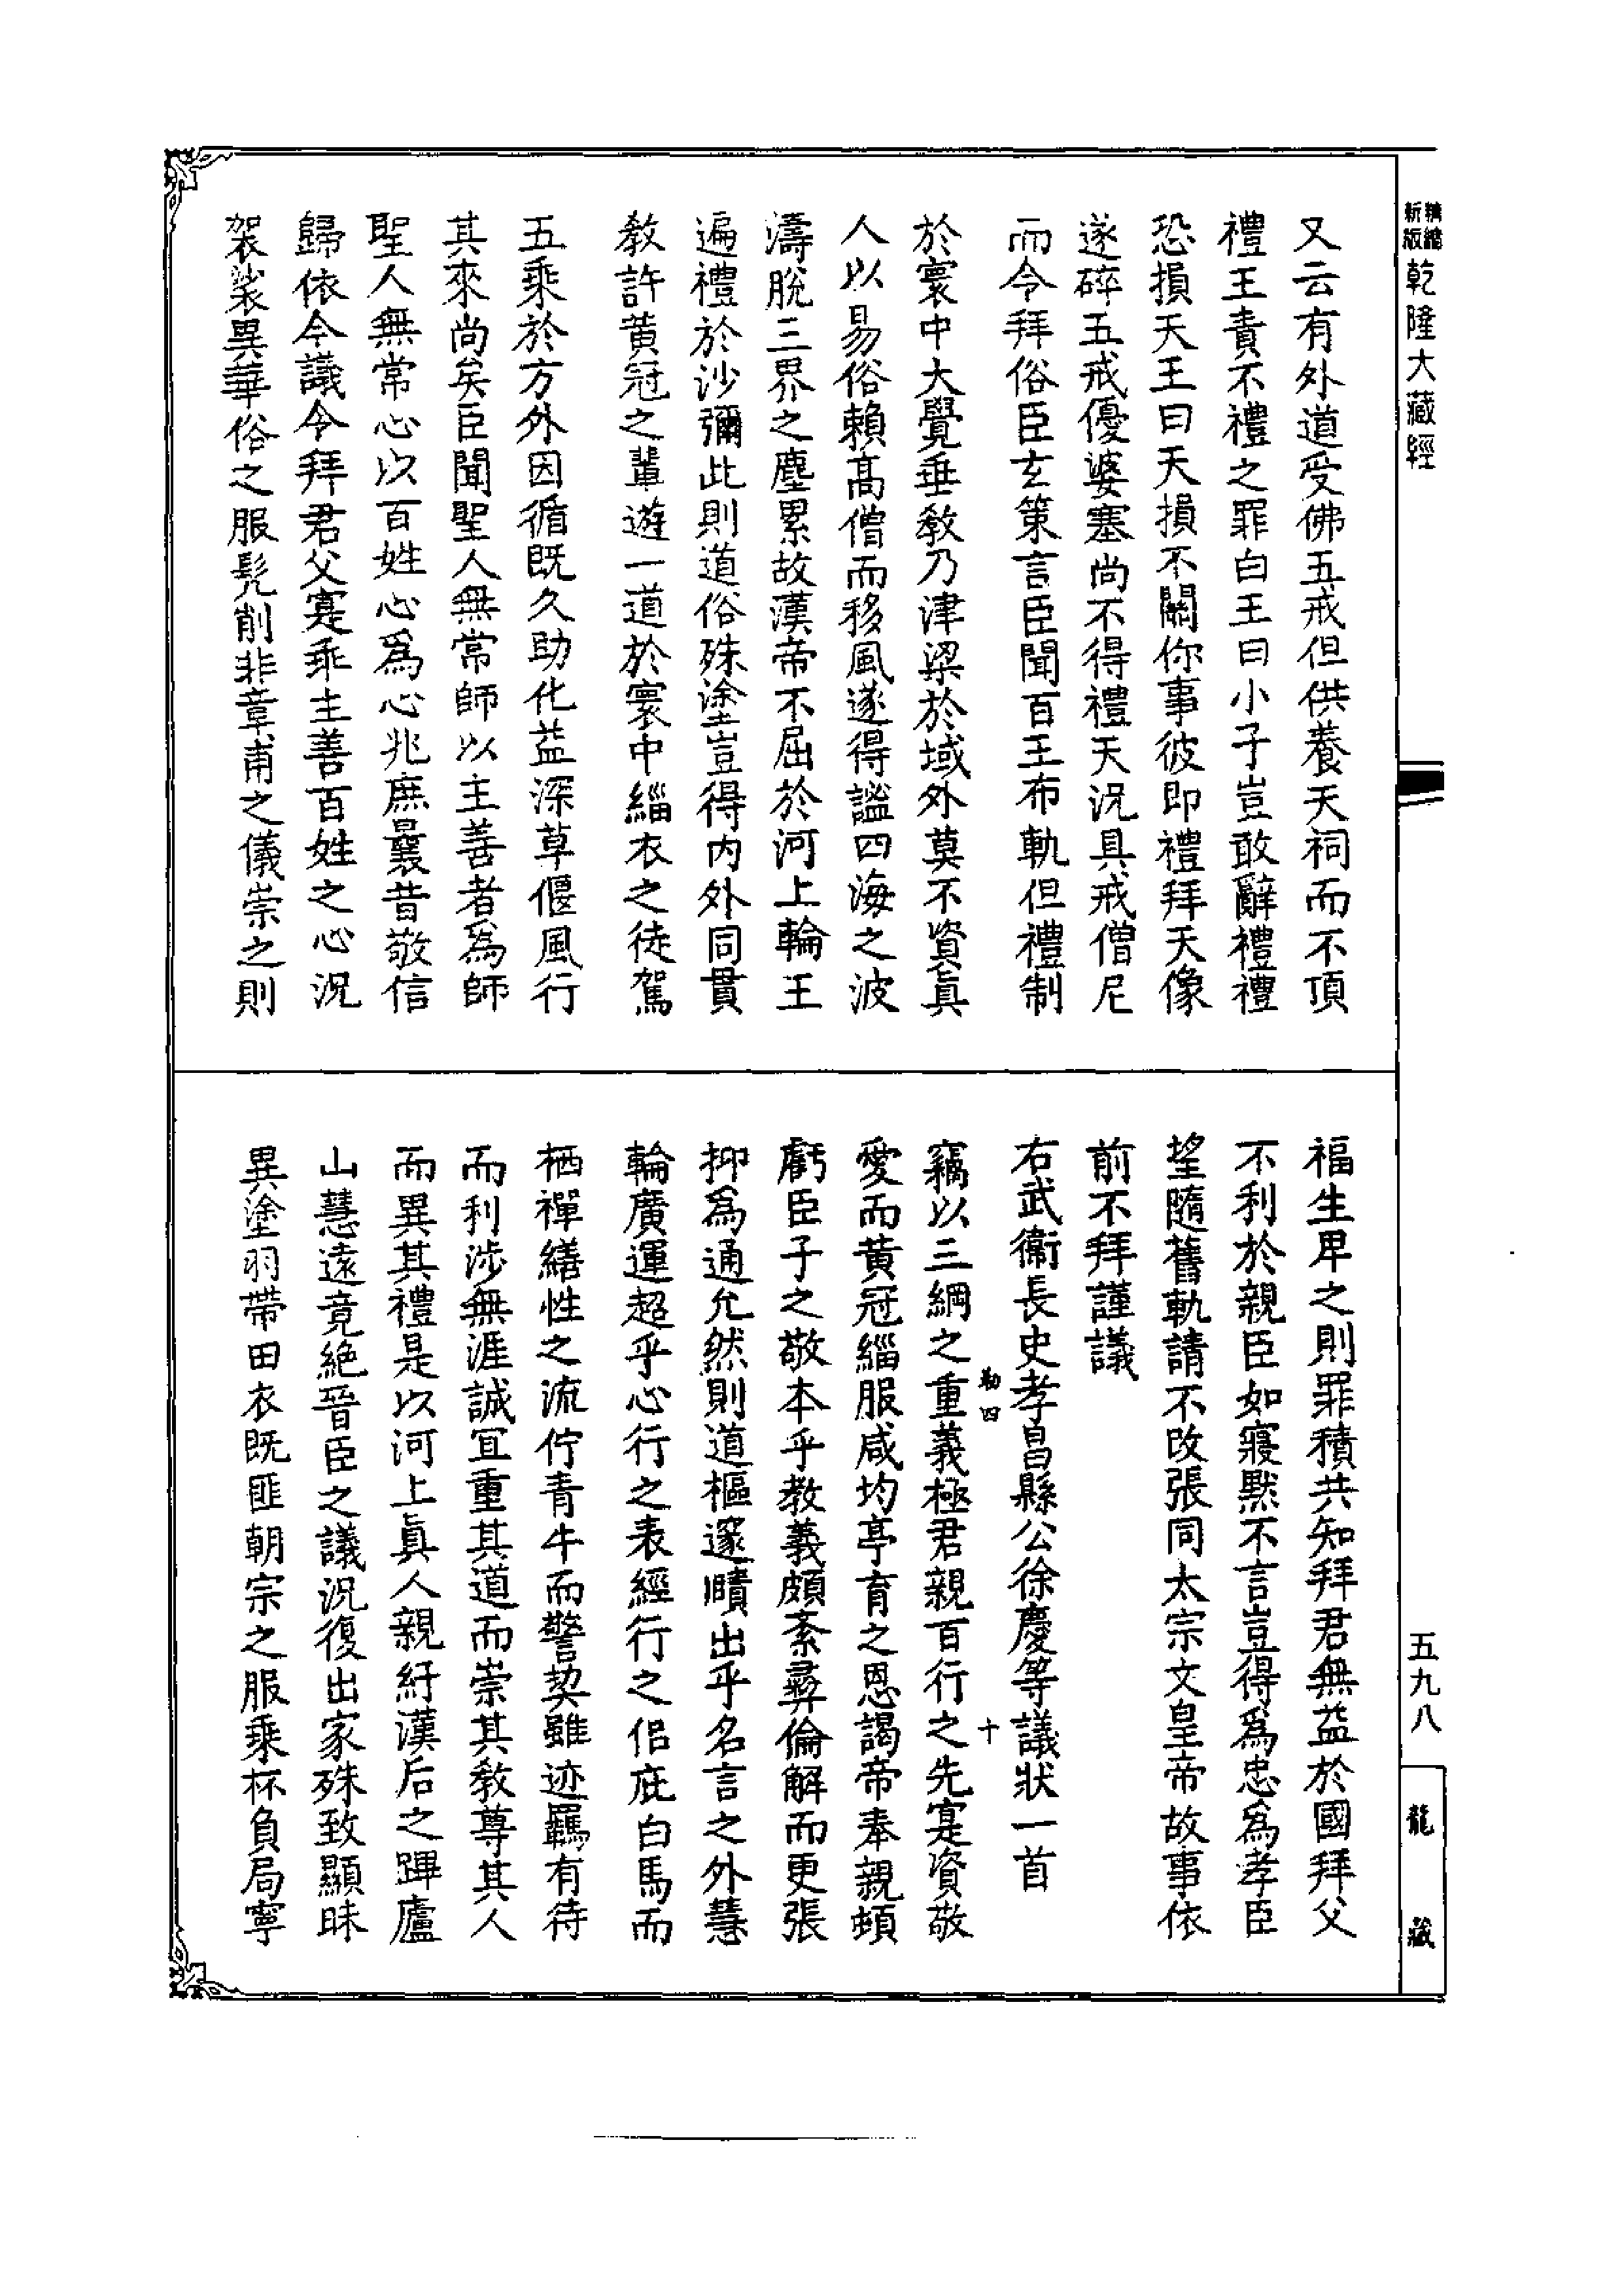 精縮
新版
乾隆大藏經
又云有外道受佛五戒但供養天祠而不頂
禮王責不禮之罪白王曰小子豈敢辭禮禮
恐損天王曰天損不關你事彼即禮拜天像
遂碎五戒優婆塞尚不得禮天況具戒僧尼
而令拜俗臣玄策言臣聞百王布軌但禮制
於寰中大覺垂教乃津梁於域外莫不資真
人以易俗賴高僧而移風遂得謐四海之波
濤脫三界之塵累故漢帝不屈於河上輪王
遍禮於沙彌此則道俗殊塗豈得內外同貫
教許黃冠之輩遊一道於寰中緇衣之徒駕
五乘於方外因循既久助化益深草偃風行
其來尚矣臣聞聖人無常師以主善者為師
聖人無常心以百姓心為心兆庶曩昔敬信
歸依今議令拜君父寔乖主善百姓之心況
袈裟異華俗之服髡削非章甫之儀崇之則
福生卑之則罪積共知拜君無益於國拜父
不利於親臣如寢默不言豈得為忠為孝臣
望隨舊軌請不改張同太宗文皇帝故事依
前不拜謹議
右武衞長史孝昌縣公徐慶等議狀一首
勒四
十
竊以三綱之重義極君親百行之先寔資敬
愛而黃冠緇服咸均亭育之恩謁帝奉親頓
虧臣子之敬本乎教義頗紊彝倫解而更張
抑為通允然則道樞邃賾出乎名言之外慧
輪廣運超乎心行之表經行之侶庇白馬而
栖禪繕性之流佇青牛而警契雖迹羈有待
而利涉無涯誠宜重其道而崇其教尊其人
而異其禮是以河上真人親紆漢后之蹕廬
山慧遠竟絕晉臣之議況復出家殊致顯昧
異塗羽帶田衣既匪朝宗之服乘杯負局寧
五九八
龍藏